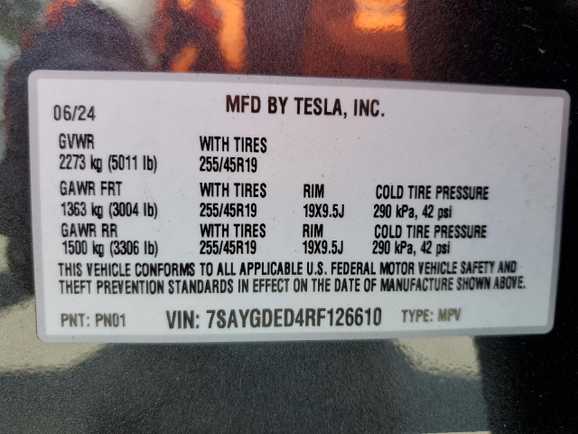 06/24 MFD BY TESLA, INC.
GVWR WITH TIRES
2273 kg (5011 lb) 255/45R19
GAWR FRT WITH TIRES RIM COLD TIRE PRESSURE
1363 kg (3004 lb) 255/45R19 19X9.5J 290 kPa, 42 psi
GAWR RR WITH TIRES RIM COLD TIRE PRESSURE
1500 kg (3306 lb) 255/45R19 19X9.5J 290 kPa, 42 psi
THIS VEHICLE CONFORMS TO ALL APPLICABLE U.S. FEDERAL MOTOR VEHICLE SAFETY AND
THEFT PREVENTION STANDARDS IN EFFECT ON THE DATE OF MANUFACTURE SHOWN ABOVE.
PNT: PN01 VIN: 7SAYGDED4RF126610 TYPE: MPV